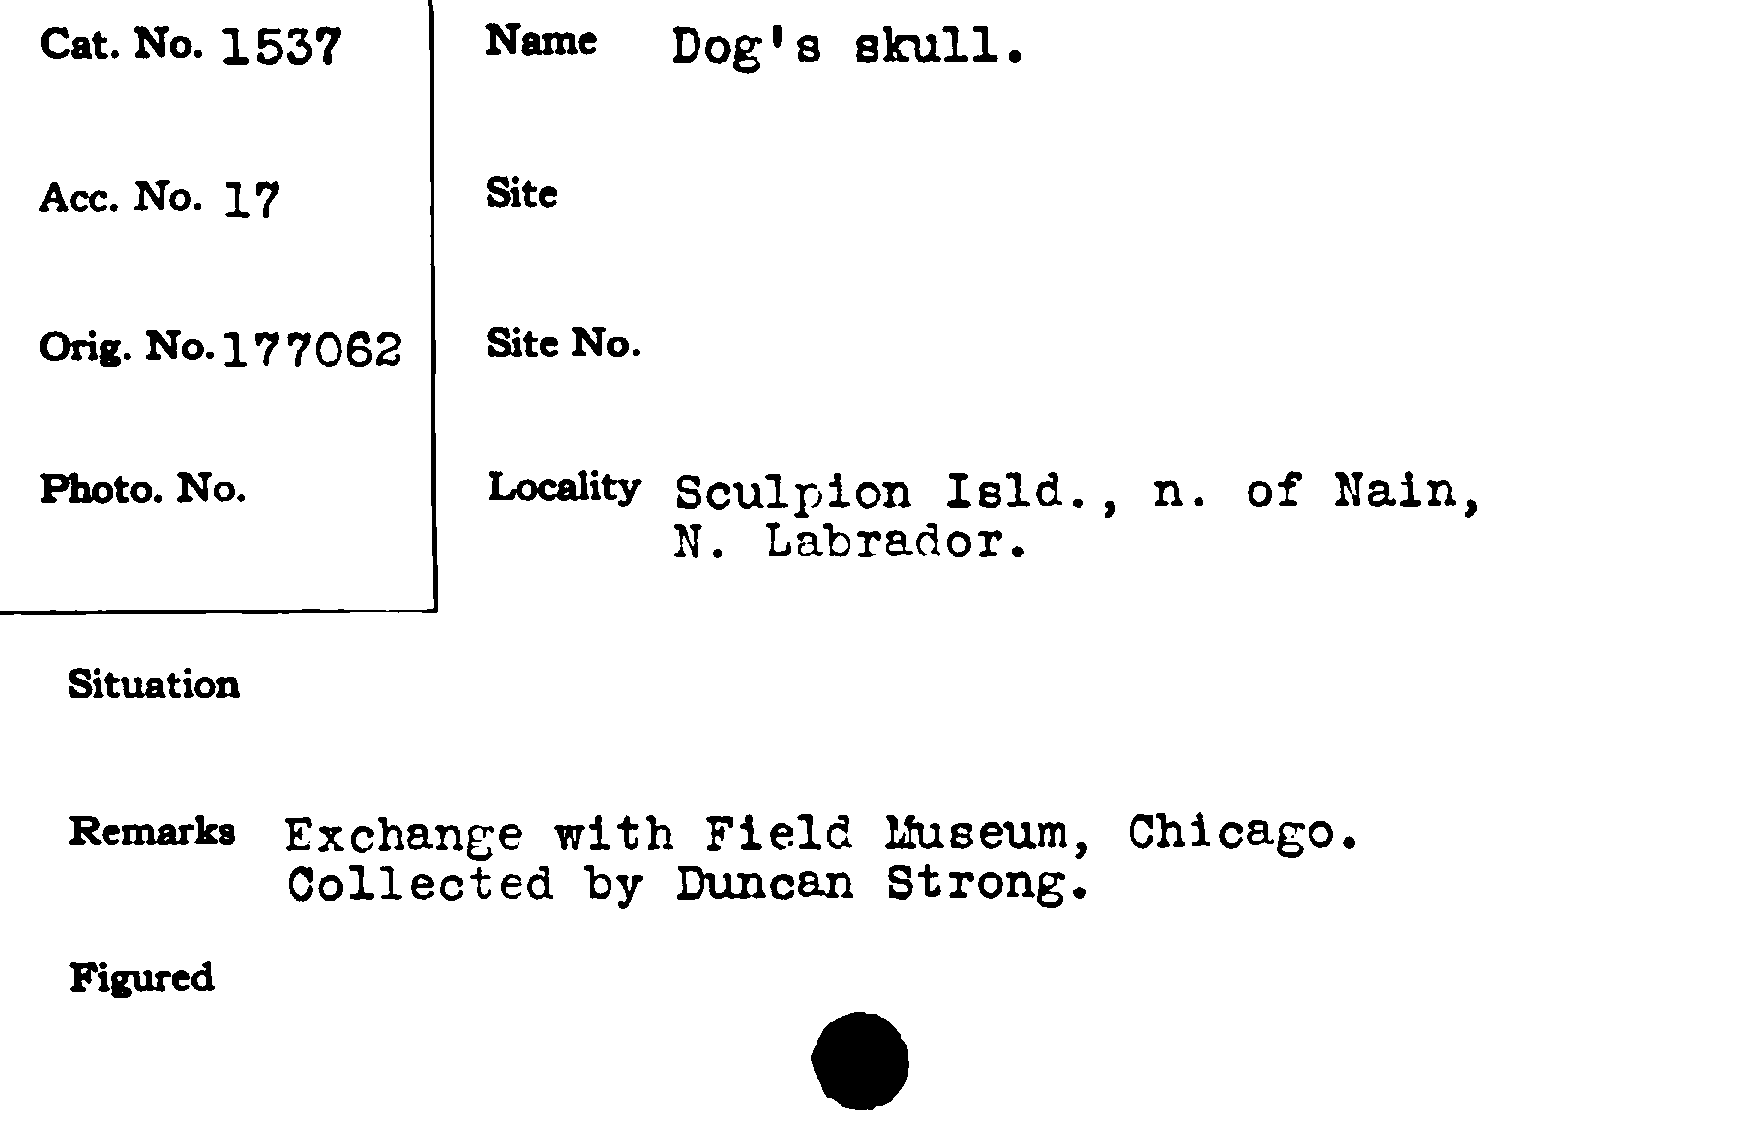 Cat. No. 1537
Name Dog's skull.
Acc. No. 17
Site
Orig. No. 177062
Site No.
Photo. No.
Locality Sculpion Isld., n. of Nain,
N. Labrador.
Situation
Remarks Exchange with Field Museum, Chicago.
Collected by Duncan Strong.
Figured